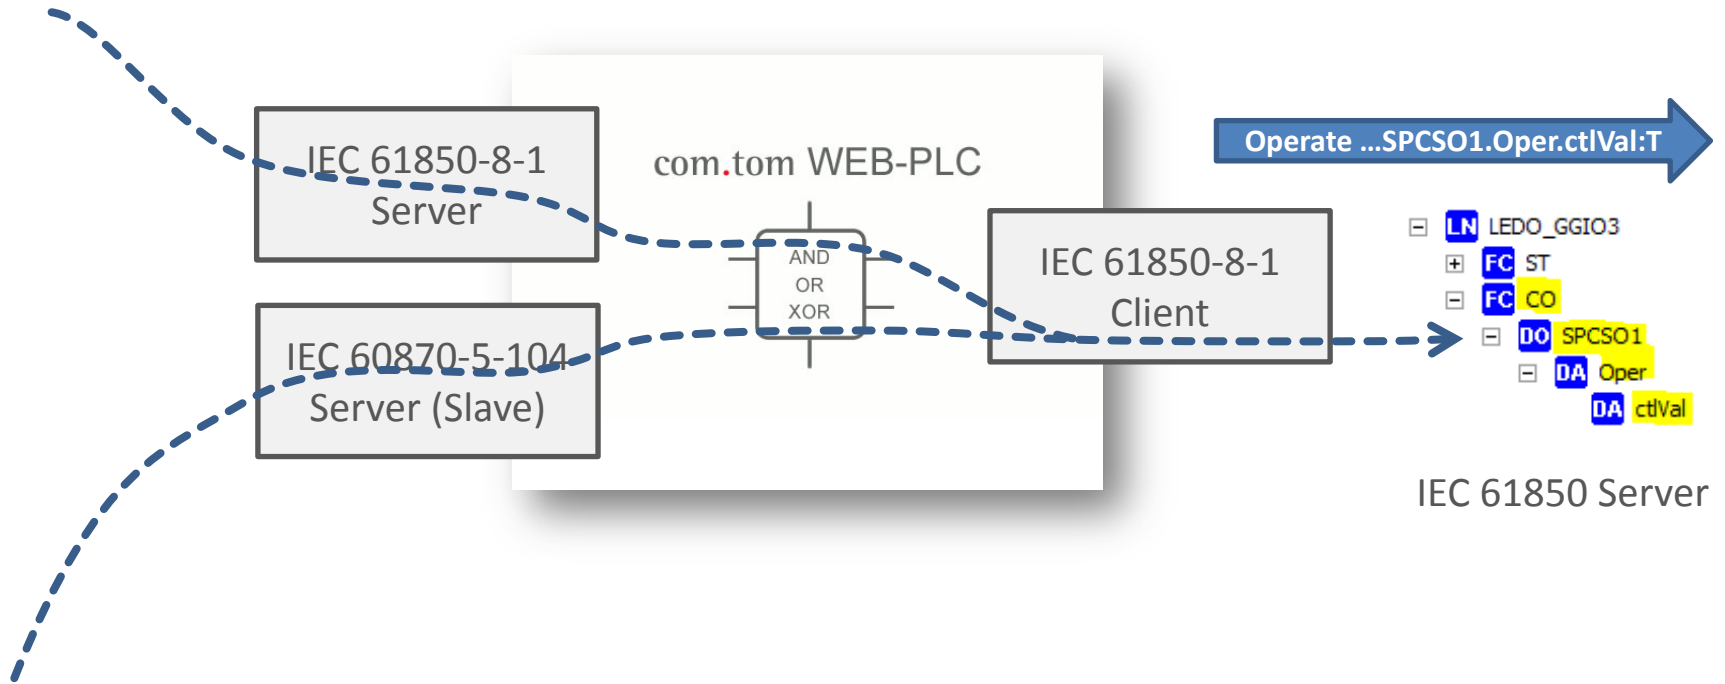 IEC 61850-8-1
Server
IEC 60870-5-104
Server (Slave)
com.tom WEB-PLC
AND
OR
XOR
IEC 61850-8-1
Client
Operate ...SPCSO1.Oper.ctlVal:T
LN LEDO_GGIO3
FC ST
FC CO
DO SPCSO1
DA Oper
DA ctlVal
IEC 61850 Server